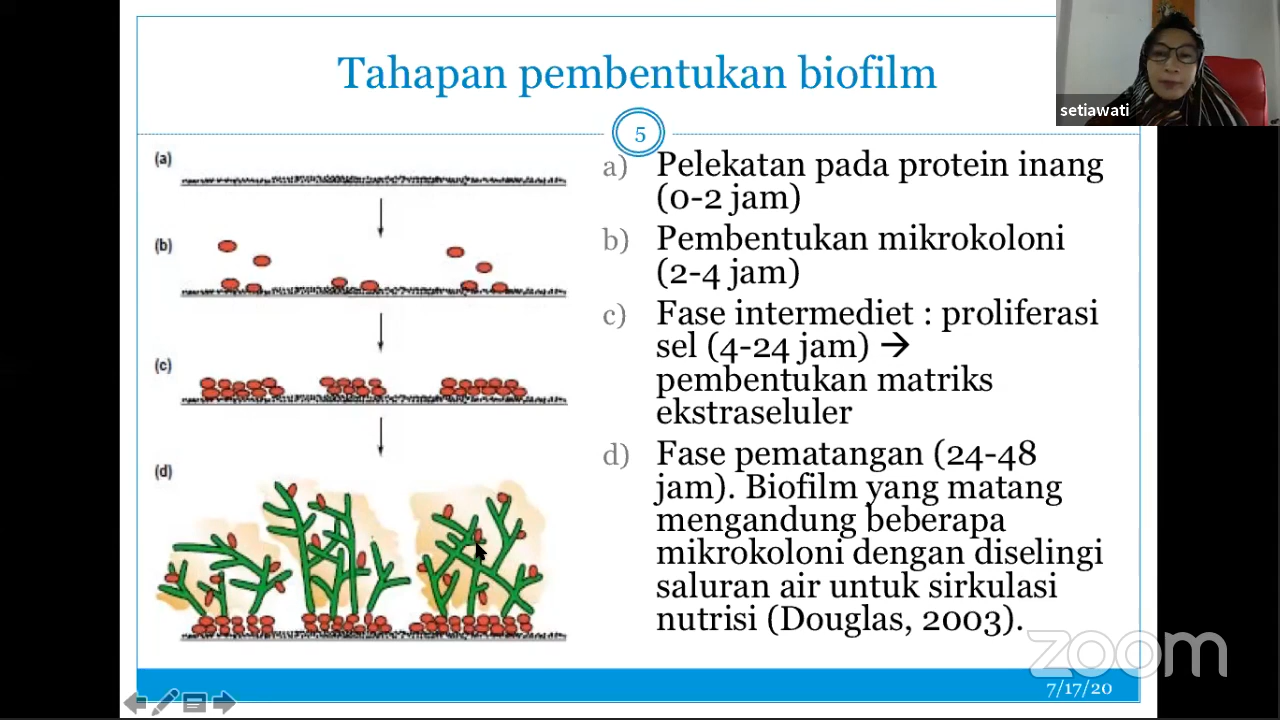 Tahapan pembentukan biofilm
setiawati
5
(a)
(b)
(c)
(d)
a) Pelekatan pada protein inang
(0-2 jam)
b) Pembentukan mikrokoloni
(2-4 jam)
c) Fase intermediet : proliferasi
sel (4-24 jam) →
pembentukan matriks
ekstraseluler
d) Fase pematangan (24-48
jam). Biofilm yang matang
mengandung beberapa
mikrokoloni dengan diselingi
saluran air untuk sirkulasi
nutrisi (Douglas, 2003).
zoom
7/17/20